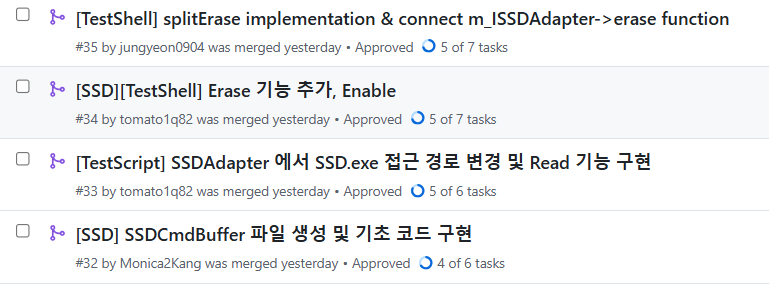 [TestShell] splitErase implementation & connect m_ISSDAdapter->erase function
#35 by jungyeon0904 was merged yesterday • Approved 5 of 7 tasks
[SSD][TestShell] Erase 기능 추가, Enable
#34 by tomato1q82 was merged yesterday • Approved 5 of 7 tasks
[TestScript] SSDAdapter 에서 SSD.exe 접근 경로 변경 및 Read 기능 구현
#33 by tomato1q82 was merged yesterday • Approved 5 of 6 tasks
[SSD] SSDCmdBuffer 파일 생성 및 기초 코드 구현
#32 by Monica2Kang was merged yesterday • Approved 4 of 6 tasks